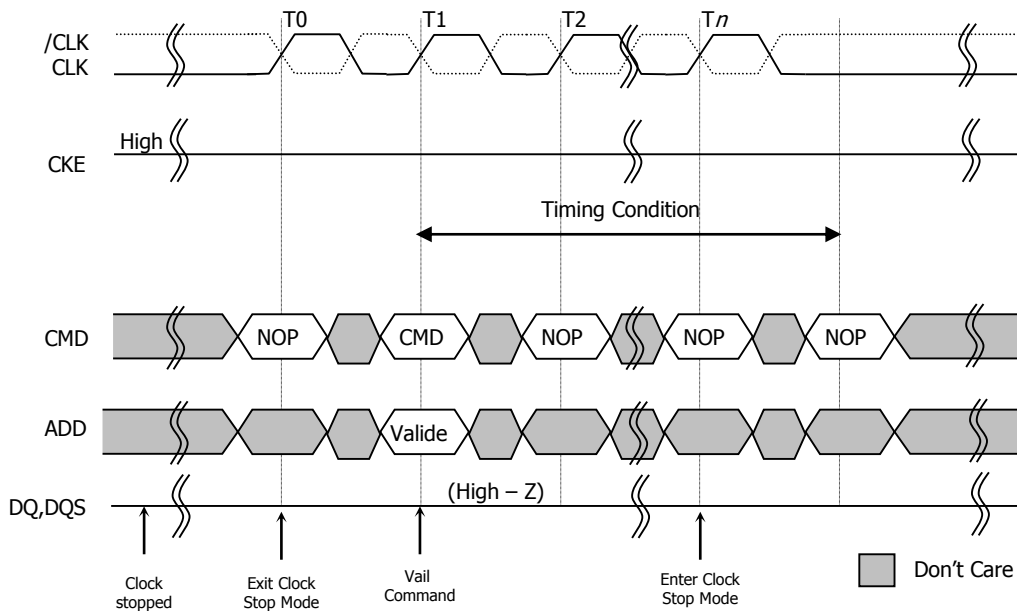 T0 T1 T2 Tn
/CLK
CLK
High
CKE
Timing Condition
CMD NOP CMD NOP NOP NOP
ADD Valide
(High – Z)
DQ,DQS
Clock
stopped
Exit Clock
Stop Mode
Vail
Command
Enter Clock
Stop Mode
Don't Care